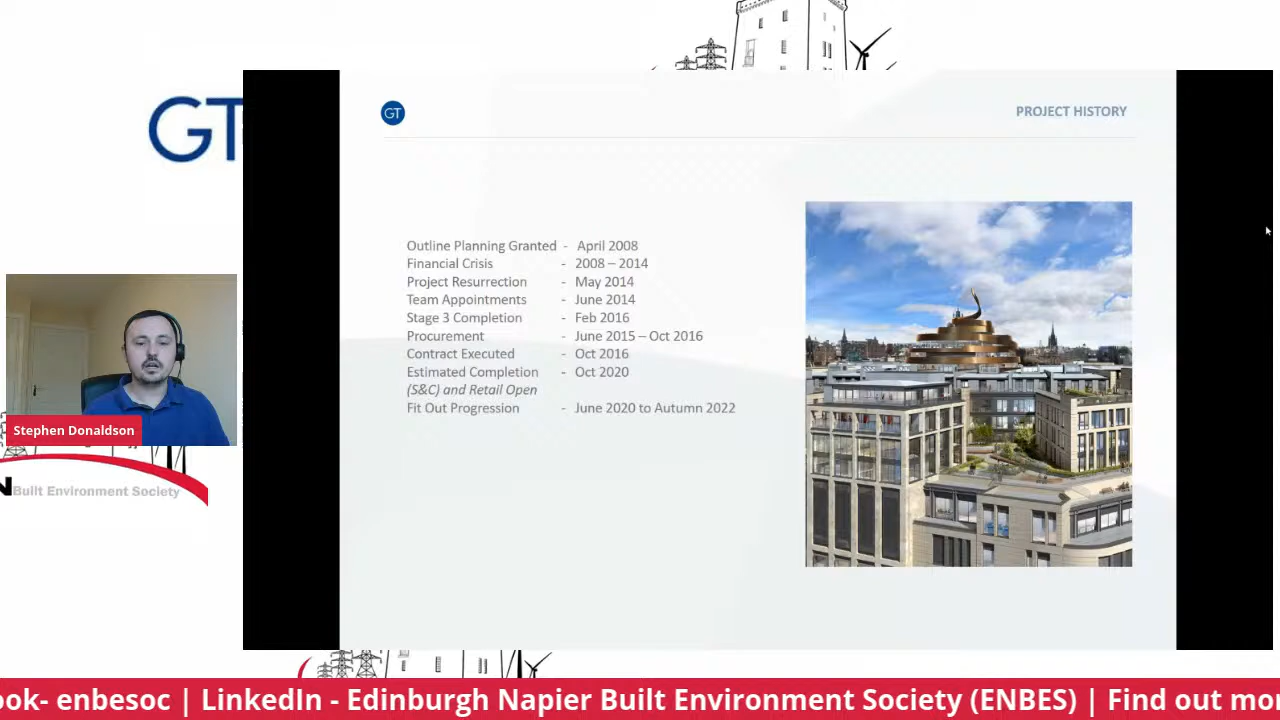 GT
GT
PROJECT HISTORY
Outline Planning Granted - April 2008
Financial Crisis - 2008 – 2014
Project Resurrection - May 2014
Team Appointments - June 2014
Stage 3 Completion - Feb 2016
Procurement - June 2015 – Oct 2016
Contract Executed - Oct 2016
Estimated Completion - Oct 2020
(S&C) and Retail Open
Fit Out Progression - June 2020 to Autumn 2022
Stephen Donaldson
N Built Environment Society
ook- enbesoc | LinkedIn - Edinburgh Napier Built Environment Society (ENBES) | Find out mo